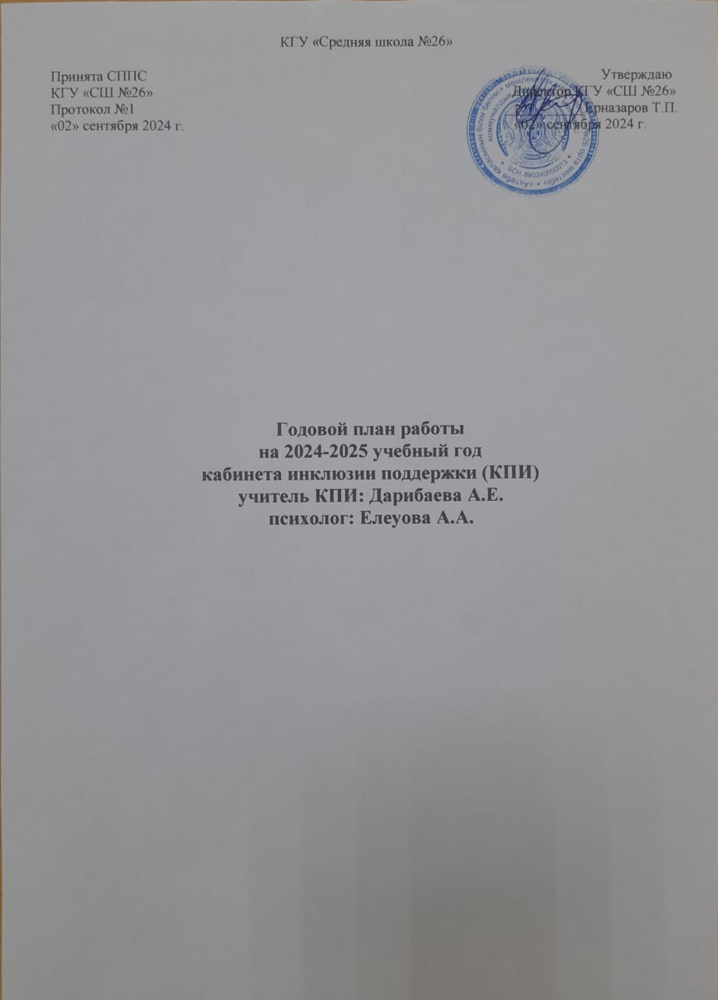 КГУ «Средняя школа №26»
Принята СППС
КГУ «СШ №26»
Протокол №1
«02» сентября 2024 г.
Утверждаю
Директор КГУ «СШ №26»
Ерназаров Т.П.
«02» сентября 2024 г.
БСН 890240000013
Годовой план работы
на 2024-2025 учебный год
кабинета инклюзии поддержки (КПИ)
учитель КПИ: Дарибаева А.Е.
психолог: Елеуова А.А.